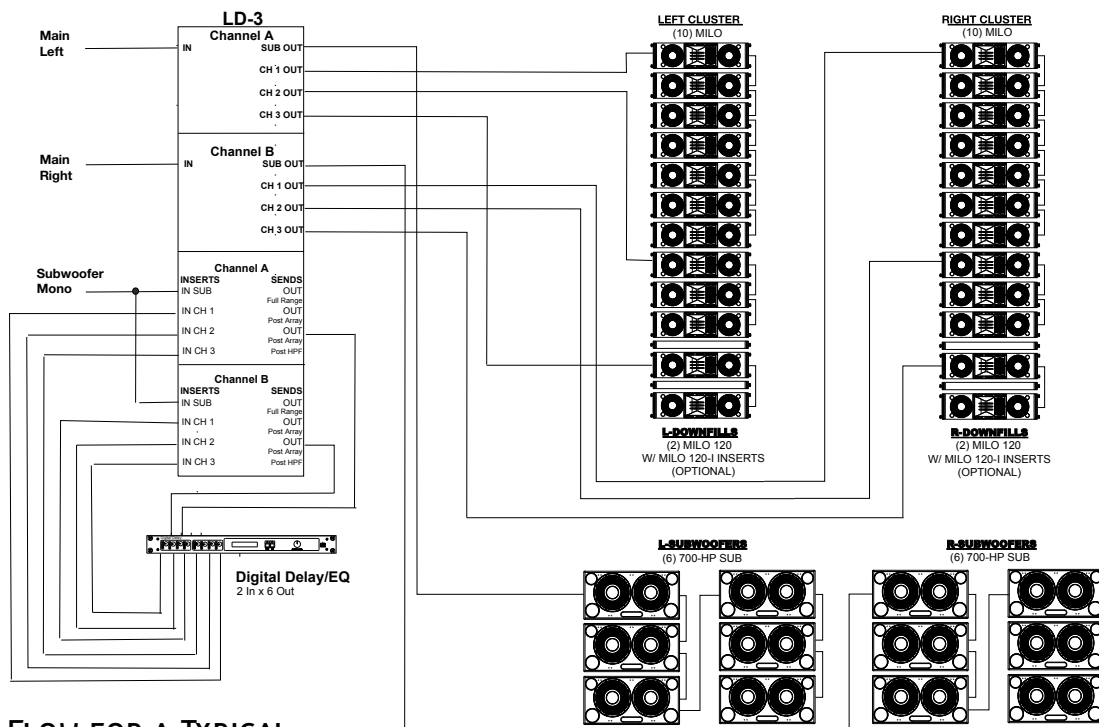 LD-3
Main
Left
Channel A
IN
SUB OUT
CH 1 OUT
CH 2 OUT
CH 3 OUT
Main
Right
Channel B
IN
SUB OUT
CH 1 OUT
CH 2 OUT
CH 3 OUT
Subwoofer
Mono
Channel A
INSERTS
SENDS
IN SUB
OUT
Full Range
IN CH 1
OUT
Post Array
IN CH 2
OUT
Post Array
IN CH 3
Post HPF
Channel B
INSERTS
SENDS
IN SUB
OUT
Full Range
IN CH 1
OUT
Post Array
IN CH 2
OUT
Post Array
IN CH 3
Post HPF
Digital Delay/EQ
2 In x 6 Out
LEFT CLUSTER
(10) MILO
RIGHT CLUSTER
(10) MILO
L-DOWNFILLS
(2) MILO 120
W/ MILO 120-I INSERTS
(OPTIONAL)
R-DOWNFILLS
(2) MILO 120
W/ MILO 120-I INSERTS
(OPTIONAL)
L-SUBWOOFERS
(6) 700-HP SUB
R-SUBWOOFERS
(6) 700-HP SUB
FLOW FOR A TYPICAL